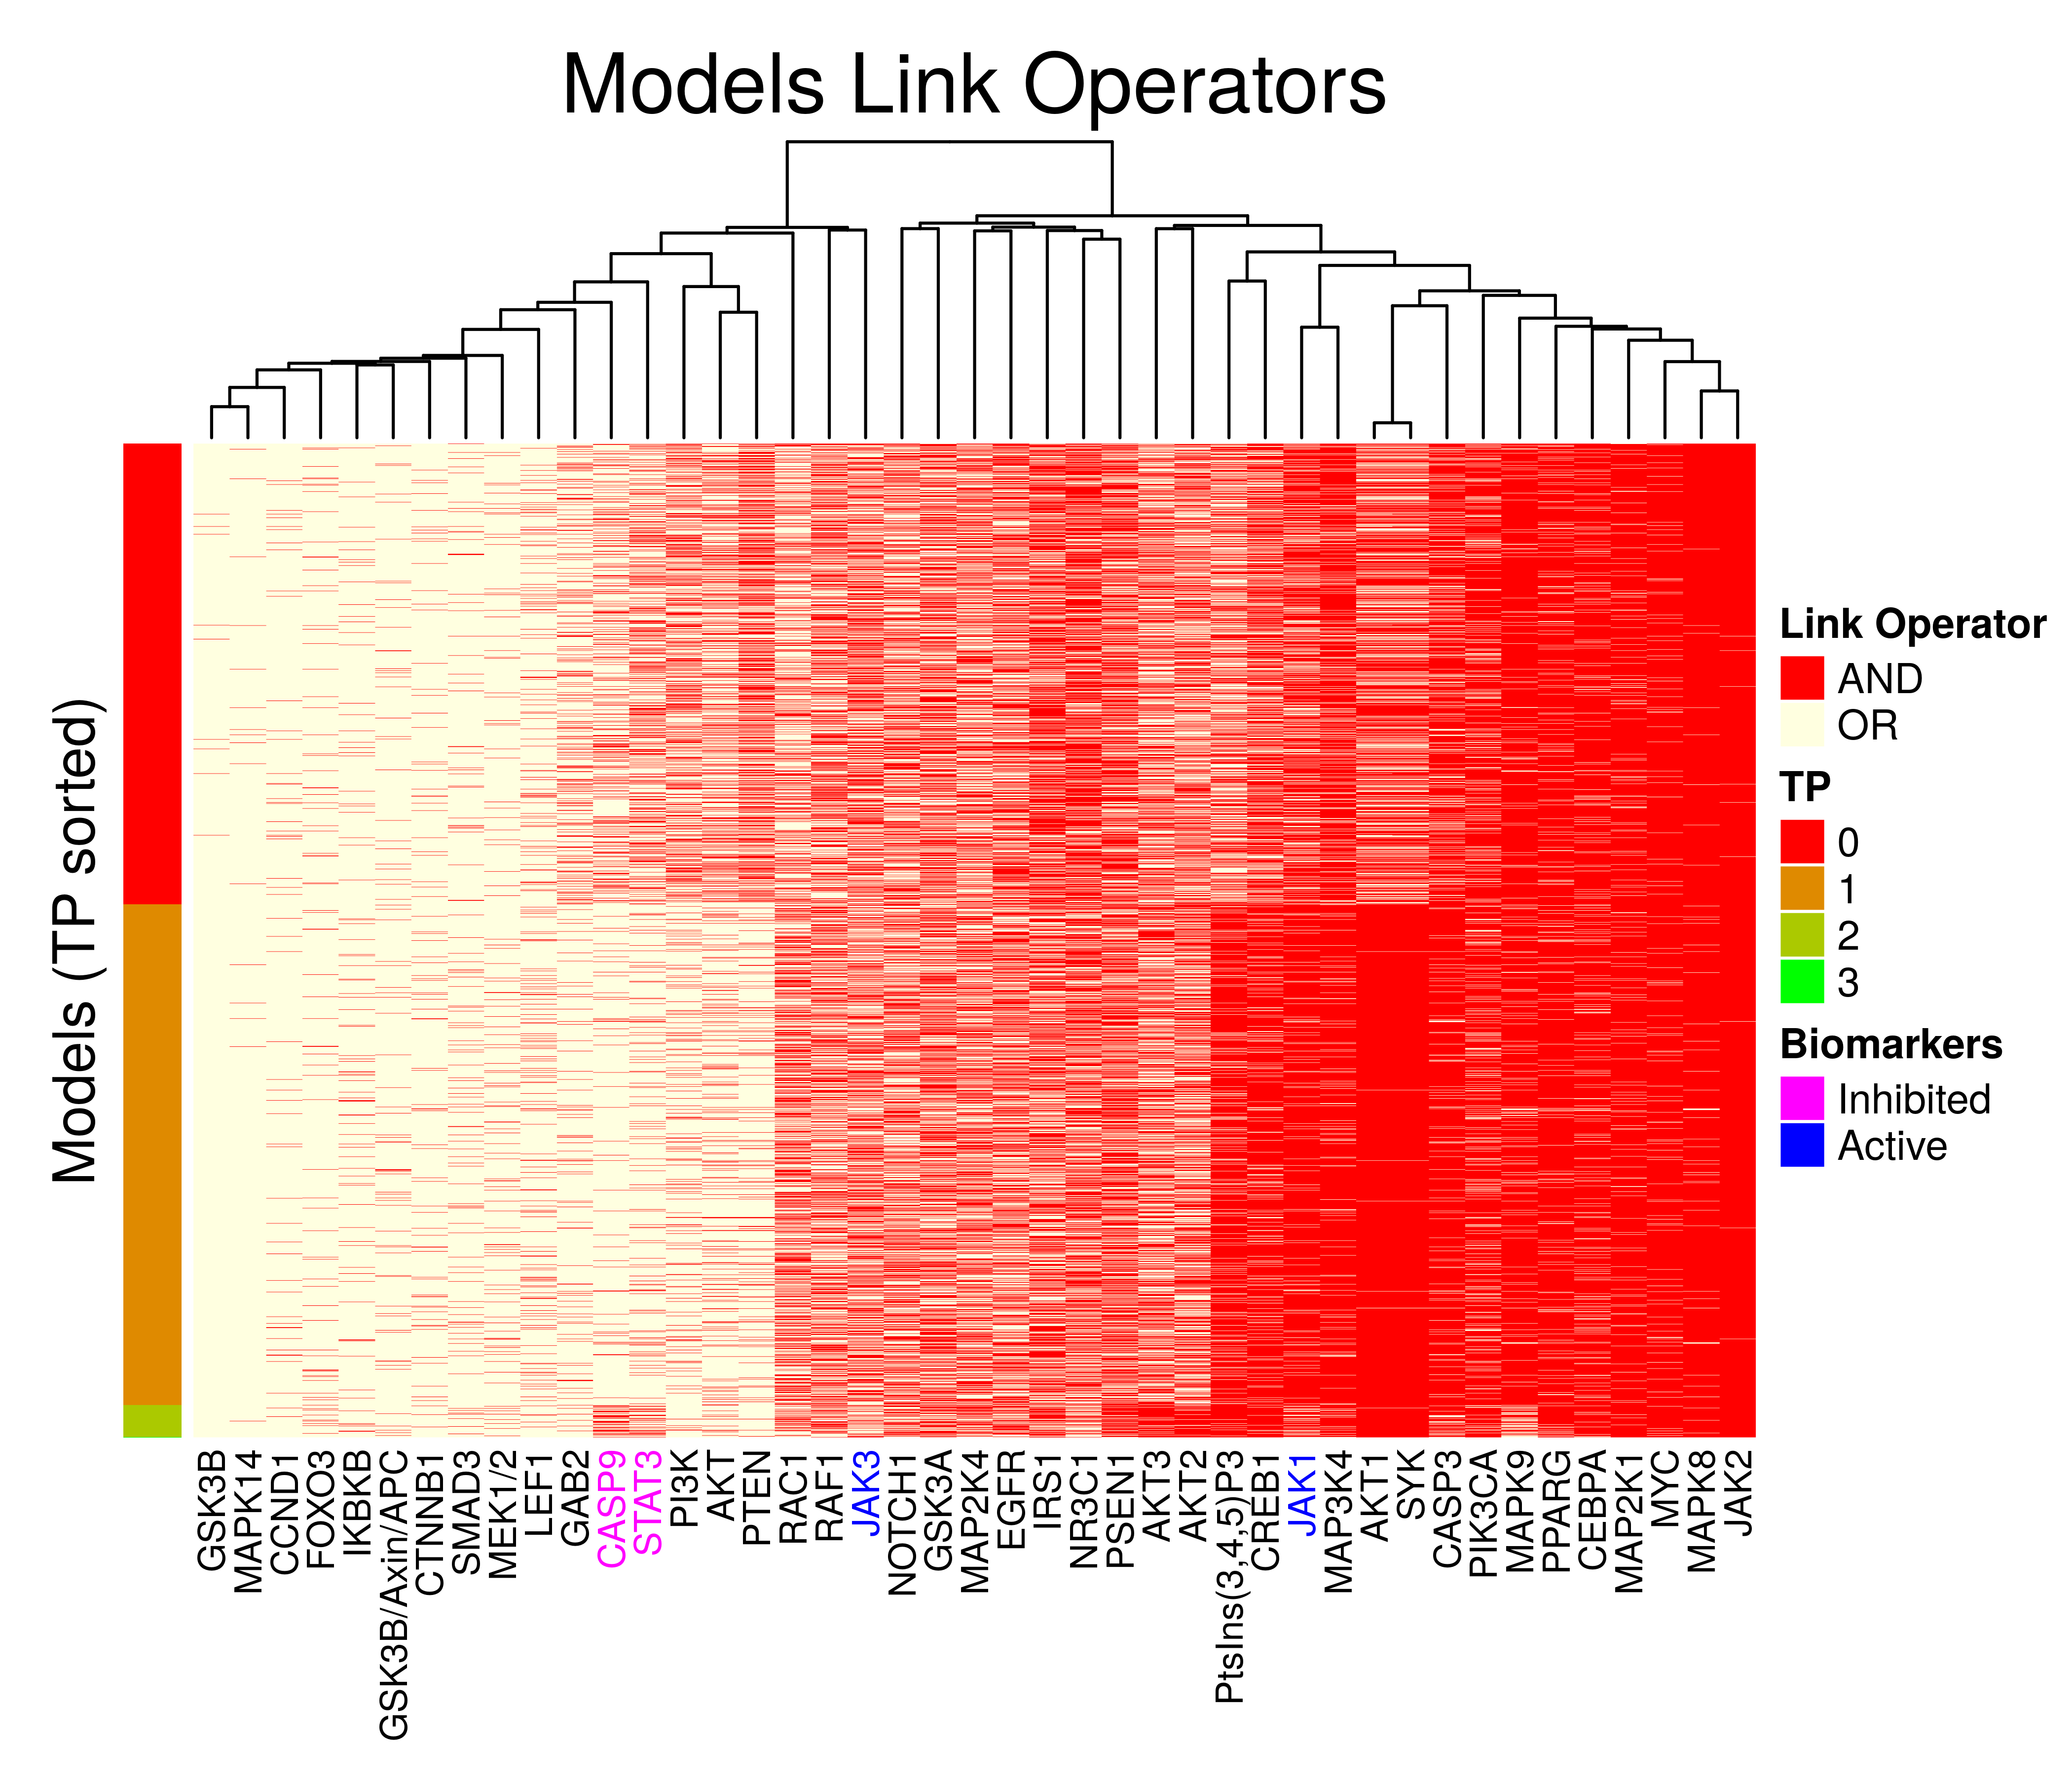 Models Link Operators
Models (TP sorted)
Link Operator
AND
OR
TP
0
1
2
3
Biomarkers
Inhibited
Active
GSK3B
MAPK14
CCND1
FOXO3
IKBKB
GSK3B/Axin/APC
CTNNB1
SMAD3
MEK1/2
LEF1
GAB2
CASP9
STAT3
PI3K
AKT
PTEN
RAC1
RAF1
JAK3
NOTCH1
GSK3A
MAP2K4
EGFR
IRS1
NR3C1
PSEN1
AKT3
AKT2
PtsIns(3,4,5)P3
CREB1
JAK1
MAP3K4
AKT1
SYK
CASP3
PIK3CA
MAPK9
PPARG
CEBPA
MAP2K1
MYC
MAPK8
JAK2